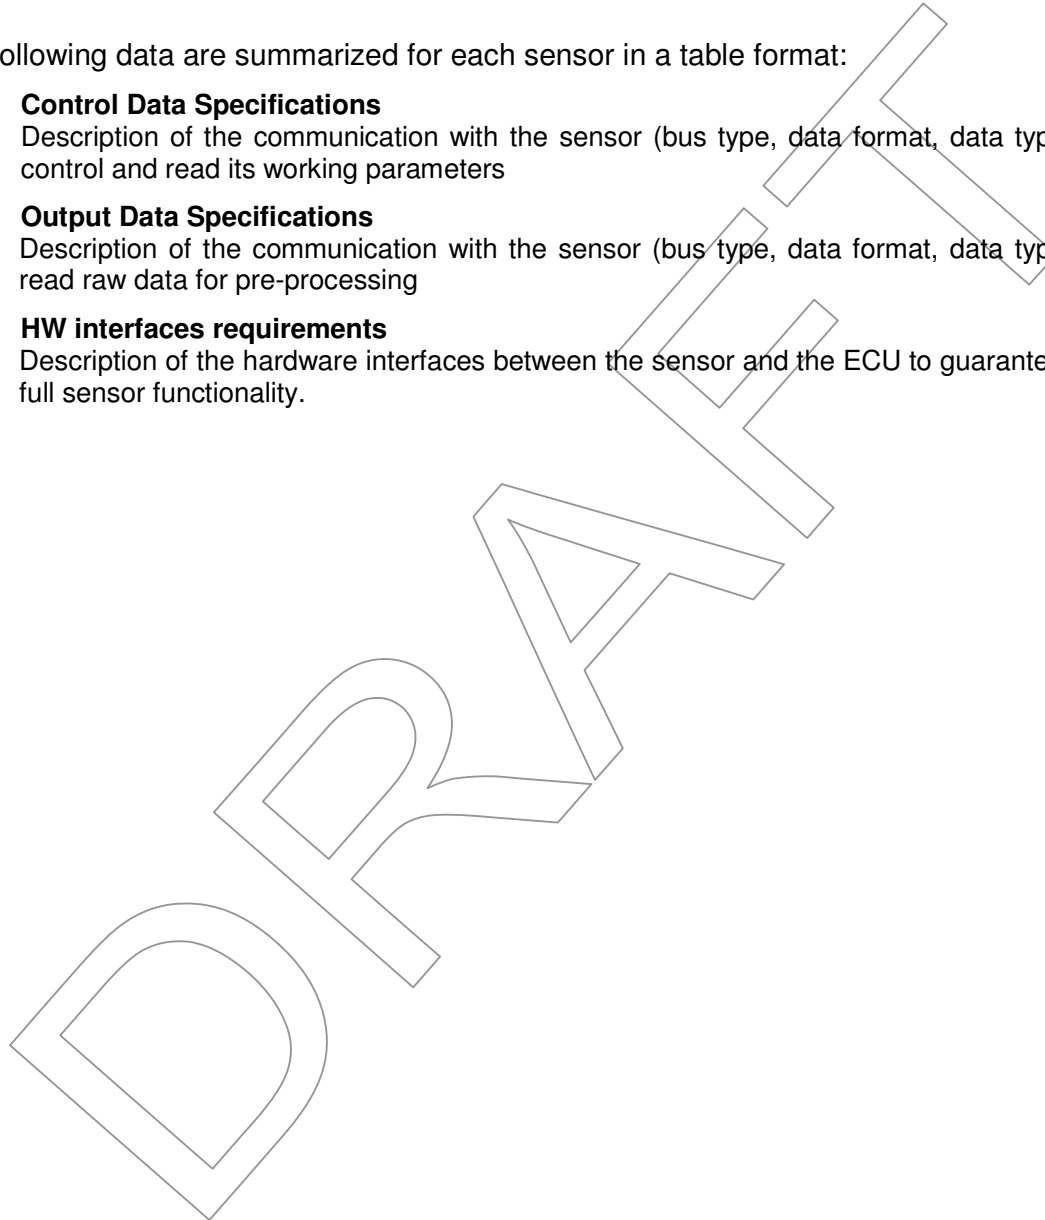 ollowing data are summarized for each sensor in a table format:
Control Data Specifications
Description of the communication with the sensor (bus type, data format, data typ
control and read its working parameters
Output Data Specifications
Description of the communication with the sensor (bus type, data format, data typ
read raw data for pre-processing
HW interfaces requirements
Description of the hardware interfaces between the sensor and the ECU to guarante
full sensor functionality.
DRAFT